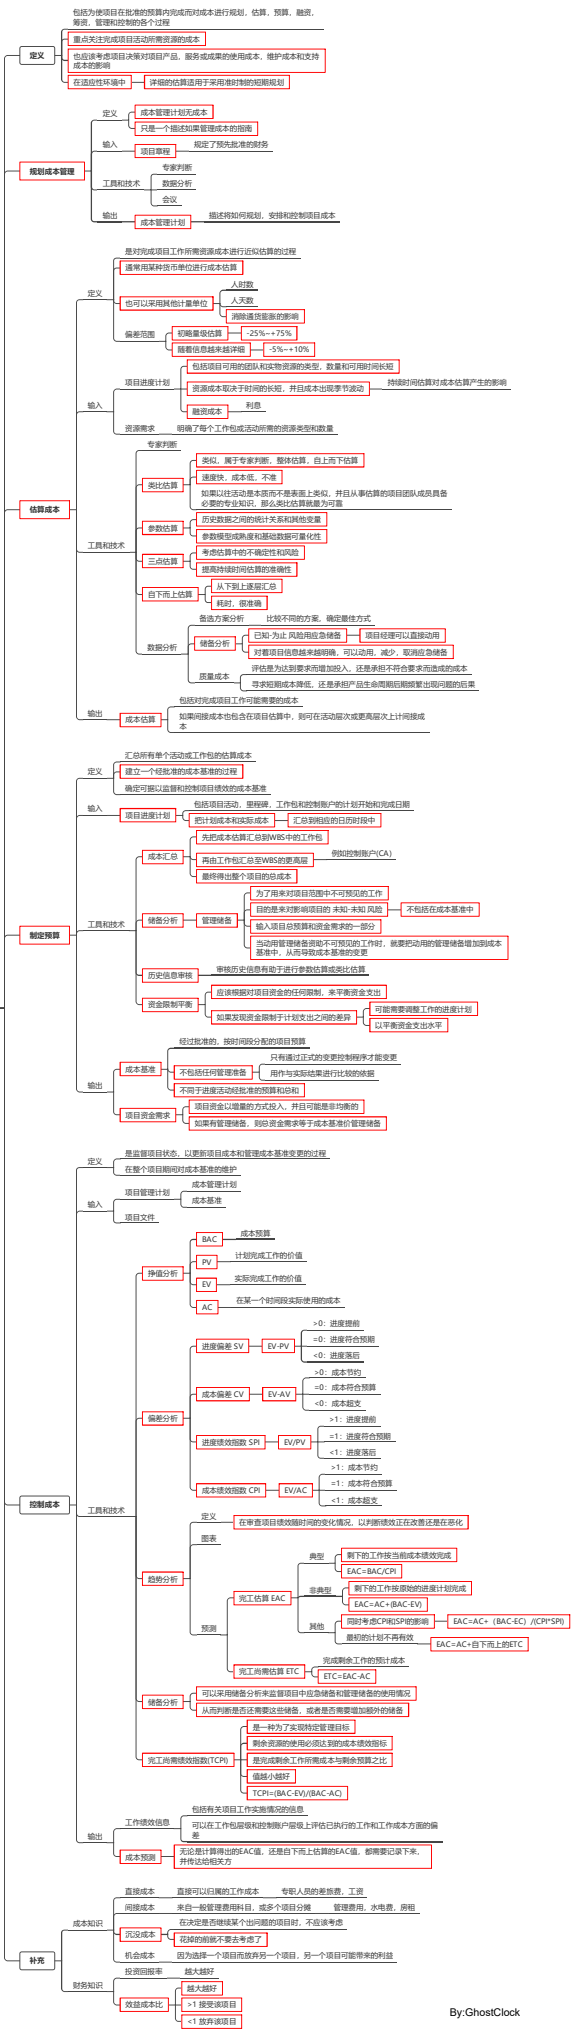 包括为使项目在批准的预算内完成而对成本进行规划，估算，预算，融资，
筹资，管理和控制的各个过程
重点关注完成项目活动所需资源的成本
定义
也应该考虑项目决策对项目产品，服务或成果的使用成本，维护成本和支持
成本的影响
在适应性环境中
详细的估算适用于采用准时制的短期规划
规划成本管理
定义
成本管理计划无成本
只是一个描述如果管理成本的指南
输入
项目章程
规定了预先批准的财务
工具和技术
专家判断
数据分析
会议
输出
成本管理计划
描述将如何规划，安排和控制项目成本
估算成本
定义
是对完成项目工作所需资源成本进行近似估算的过程
通常用某种货币单位进行成本估算
也可以采用其他计量单位
人时数
人天数
消除通货膨胀的影响
偏差范围
初略量级估算
-25%~+75%
随着信息越来越详细
-5%~+10%
输入
项目进度计划
包括项目可用的团队和实物资源的类型，数量和可用时间长短
资源成本取决于时间的长短，并且成本出现季节波动
持续时间估算对成本估算产生的影响
融资成本
利息
资源需求
明确了每个工作包或活动所需的资源类型和数量
工具和技术
专家判断
类比估算
类似，属于专家判断，整体估算，自上而下估算
速度快，成本低，不准
如果以往活动是本质而不是表面上类似，并且从事估算的项目团队成员具备
必要的专业知识，那么类比估算就最为可靠
参数估算
历史数据之间的统计关系和其他变量
参数模型成熟度和基础数据可量化性
三点估算
考虑估算中的不确定性和风险
提高持续时间估算的准确性
自下而上估算
从下到上逐层汇总
耗时，很准确
数据分析
备选方案分析
比较不同的方案，确定最佳方式
储备分析
已知-为止 风险用应急储备
项目经理可以直接动用
对着项目信息越来越明确，可以动用，减少，取消应急储备
质量成本
评估是为达到要求而增加投入，还是承担不符合要求而造成的成本
寻求短期成本降低，还是承担产品生命周期后期频繁出现问题的后果
输出
成本估算
包括对完成项目工作可能需要的成本
如果间接成本也包含在项目估算中，则可在活动层次或更高层次上计间接成
本
制定预算
定义
汇总所有单个活动或工作包的估算成本
建立一个经批准的成本基准的过程
确定可据以监督和控制项目绩效的成本基准
输入
项目进度计划
包括项目活动，里程碑，工作包和控制账户的计划开始和完成日期
把计划成本和实际成本
汇总到相应的日历时段中
工具和技术
成本汇总
先把成本估算汇总到WBS中的工作包
再由工作包汇总至WBS的更高层
例如控制账户(CA)
最终得出整个项目的总成本
储备分析
管理储备
为了用来对项目范围中不可预见的工作
目的是来对影响项目的 未知-未知 风险
不包括在成本基准中
输入项目总预算和资金需求的一部分
当动用管理储备资助不可预见的工作时，就要把动用的管理储备增加到成本
基准中，从而导致成本基准的变更
历史信息审核
审核历史信息有助于进行参数估算或类比估算
资金限制平衡
应该根据对项目资金的任何限制，来平衡资金支出
如果发现资金限制于计划支出之间的差异
可能需要调整工作的进度计划
以平衡资金支出水平
输出
成本基准
经过批准的，按时间段分配的项目预算
不包括任何管理准备
只有通过正式的变更控制程序才能变更
用作与实际结果进行比较的依据
不同于进度活动经批准的预算和总和
项目资金需求
项目资金以增量的方式投入，并且可能是非均衡的
如果有管理储备，则总资金需求等于成本基准价管理储备
控制成本
定义
是监督项目状态，以更新项目成本和管理成本基准变更的过程
在整个项目期间对成本基准的维护
输入
项目管理计划
成本管理计划
成本基准
项目文件
工具和技术
挣值分析
BAC
成本预算
PV
计划完成工作的价值
EV
实际完成工作的价值
AC
在某一个时间段实际使用的成本
偏差分析
进度偏差 SV
EV-PV
>0：进度提前
=0：进度符合预期
<0：进度落后
成本偏差 CV
EV-AV
>0：成本节约
=0：成本符合预算
<0：成本超支
进度绩效指数 SPI
EV/PV
>1：进度提前
=1：进度符合预期
<1：进度落后
成本绩效指数 CPI
EV/AC
>1：成本节约
=1：成本符合预算
<1：成本超支
趋势分析
定义
在审查项目绩效随时间的变化情况，以判断绩效正在改善还是在恶化
图表
预测
完工估算 EAC
典型
剩下的工作按当前成本绩效完成
EAC=BAC/CPI
非典型
剩下的工作按原始的进度计划完成
EAC=AC+(BAC-EV)
其他
同时考虑CPI和SPI的影响
EAC=AC+（BAC-EC）/(CPI*SPI)
最初的计划不再有效
EAC=AC+自下而上的ETC
完工尚需估算 ETC
完成剩余工作的预计成本
ETC=EAC-AC
储备分析
可以采用储备分析来监督项目中应急储备和管理储备的使用情况
从而判断是否还需要这些储备，或者是否需要增加额外的储备
完工尚需绩效指数(TCPI)
是一种为了实现特定管理目标
剩余资源的使用必须达到的成本绩效指标
是完成剩余工作所需成本与剩余预算之比
值越小越好
TCPI=(BAC-EV)/(BAC-AC)
输出
工作绩效信息
包括有关项目工作实施情况的信息
可以在工作包层级和控制账户层级上评估已执行的工作和工作成本方面的偏
差
成本预测
无论是计算得出的EAC值，还是自下而上估算的EAC值，都需要记录下来，
并传达给相关方
补充
成本知识
直接成本
直接可以归属的工作成本
专职人员的差旅费，工资
间接成本
来自一般管理费用科目，或多个项目分摊
管理费用，水电费，房租
沉没成本
在决定是否继续某个出问题的项目时，不应该考虑
花掉的前就不要去考虑了
机会成本
因为选择一个项目而放弃另一个项目，另一个项目可能带来的利益
财务知识
投资回报率
越大越好
效益成本比
越大越好
>1 接受该项目
<1 放弃该项目
By:GhostClock